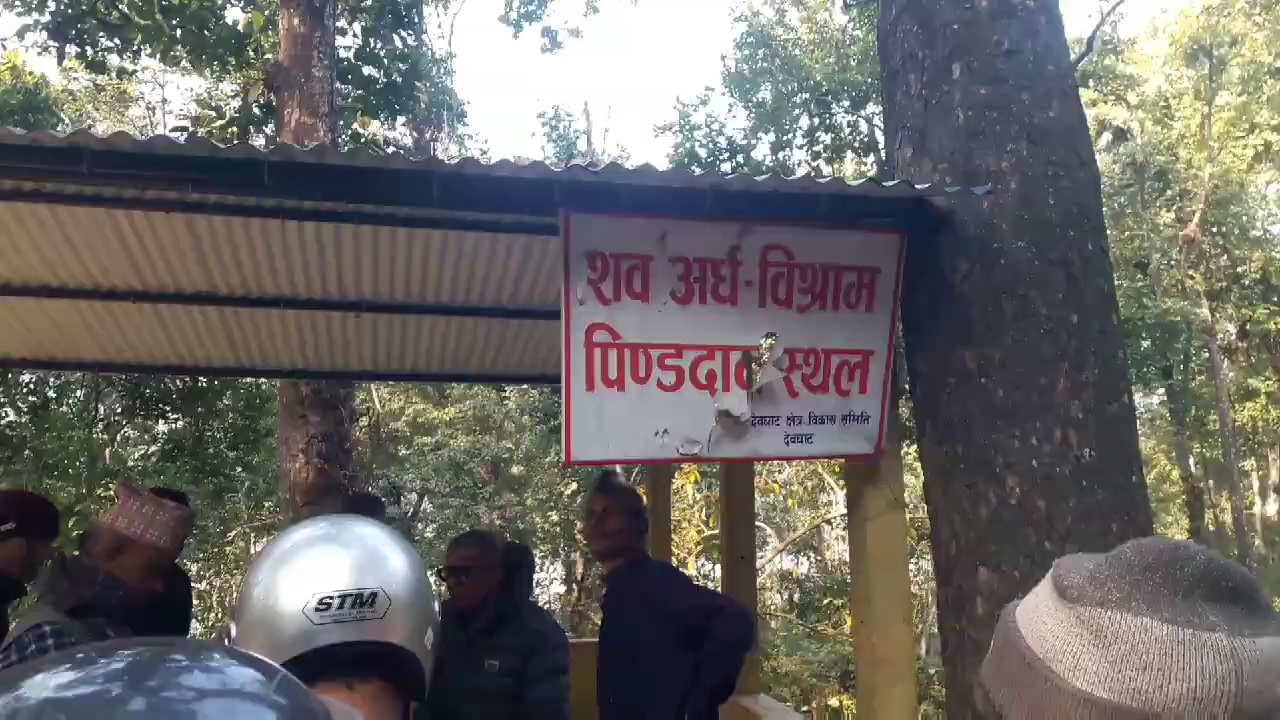 शव अर्ध-विश्राम
पिण्डदान स्थल
देवघाट क्षेत्र विकास समिति
देवघाट
STM